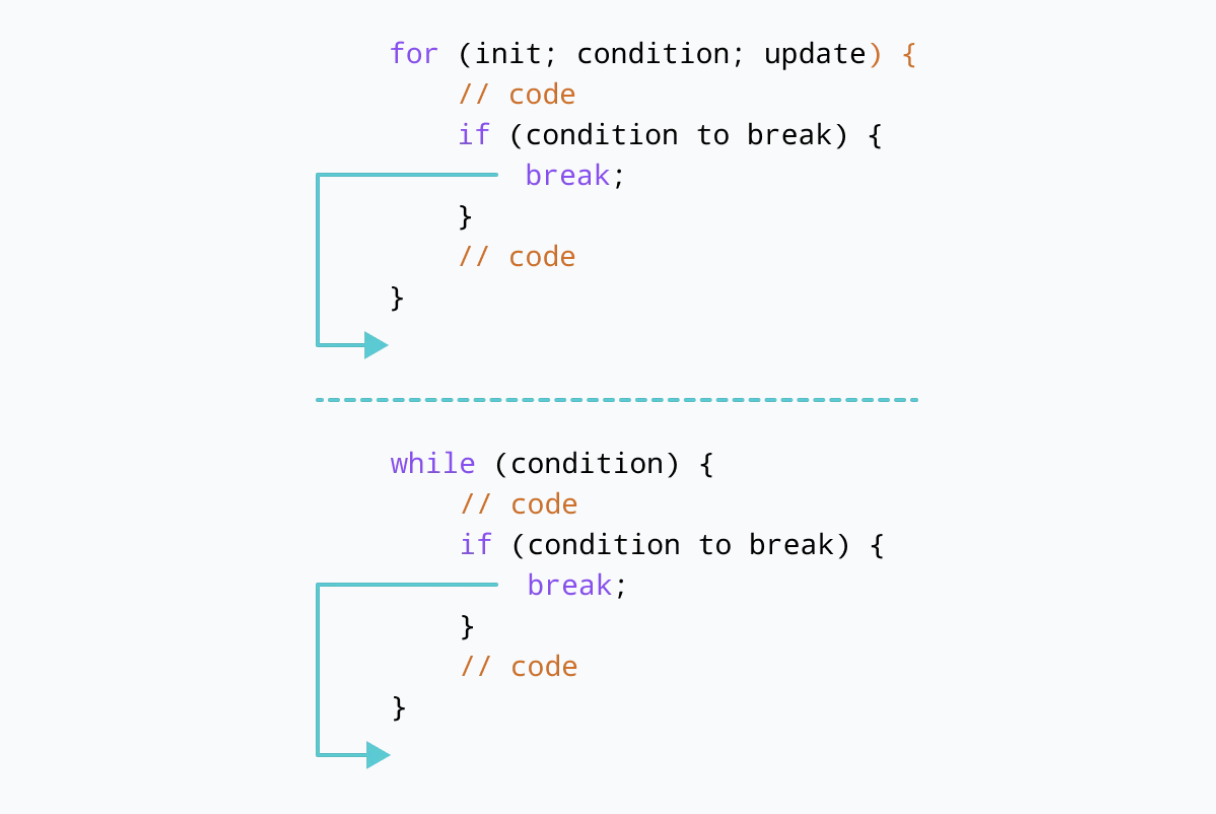 for (init; condition; update) {
    // code
    if (condition to break) {
        break;
    }
    // code
}
while (condition) {
    // code
    if (condition to break) {
        break;
    }
    // code
}